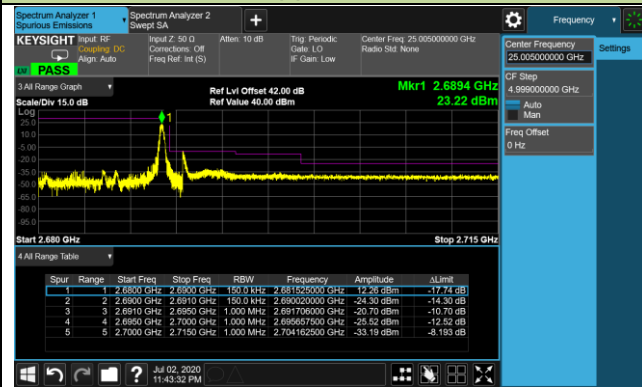 Spectrum Analyzer 1
Spurious Emissions
Spectrum Analyzer 2
Swept SA
Frequency
KEYSIGHT
Input: RF
Coupling: DC
Align: Auto
Input Z: 50 Ω
Corrections: Off
Freq Ref: Int (S)
Atten: 10 dB
Trig: Periodic
Gate: LO
IF Gain: Low
Center Freq: 25.005000000 GHz
Radio Std: None
PASS
Center Frequency
25.005000000 GHz
Settings
CF Step
4.999000000 GHz
Auto
Man
Freq Offset
0 Hz
3 All Range Graph
Scale/Div 15.0 dB
Ref Lvl Offset 42.00 dB
Ref Value 40.00 dBm
Mkr1 2.6894 GHz
23.22 dBm
Log
25.0
10.0
-5.00
-20.0
-35.0
-50.0
-65.0
-80.0
-95.0
1
Start 2.680 GHz
Stop 2.715 GHz
4 All Range Table
Spur Range Start Freq Stop Freq RBW Frequency Amplitude ΔLimit
1 1 2.6800 GHz 2.6900 GHz 150.0 kHz 2.681525000 GHz 12.26 dBm -17.74 dB
2 2 2.6900 GHz 2.6910 GHz 150.0 kHz 2.690020000 GHz -24.30 dBm -14.30 dB
3 3 2.6910 GHz 2.6950 GHz 1.000 MHz 2.691706000 GHz -20.70 dBm -10.70 dB
4 4 2.6950 GHz 2.7000 GHz 1.000 MHz 2.695657500 GHz -25.52 dBm -12.52 dB
5 5 2.7000 GHz 2.7150 GHz 1.000 MHz 2.704162500 GHz -33.19 dBm -8.193 dB
Jul 02, 2020
11:43:32 PM